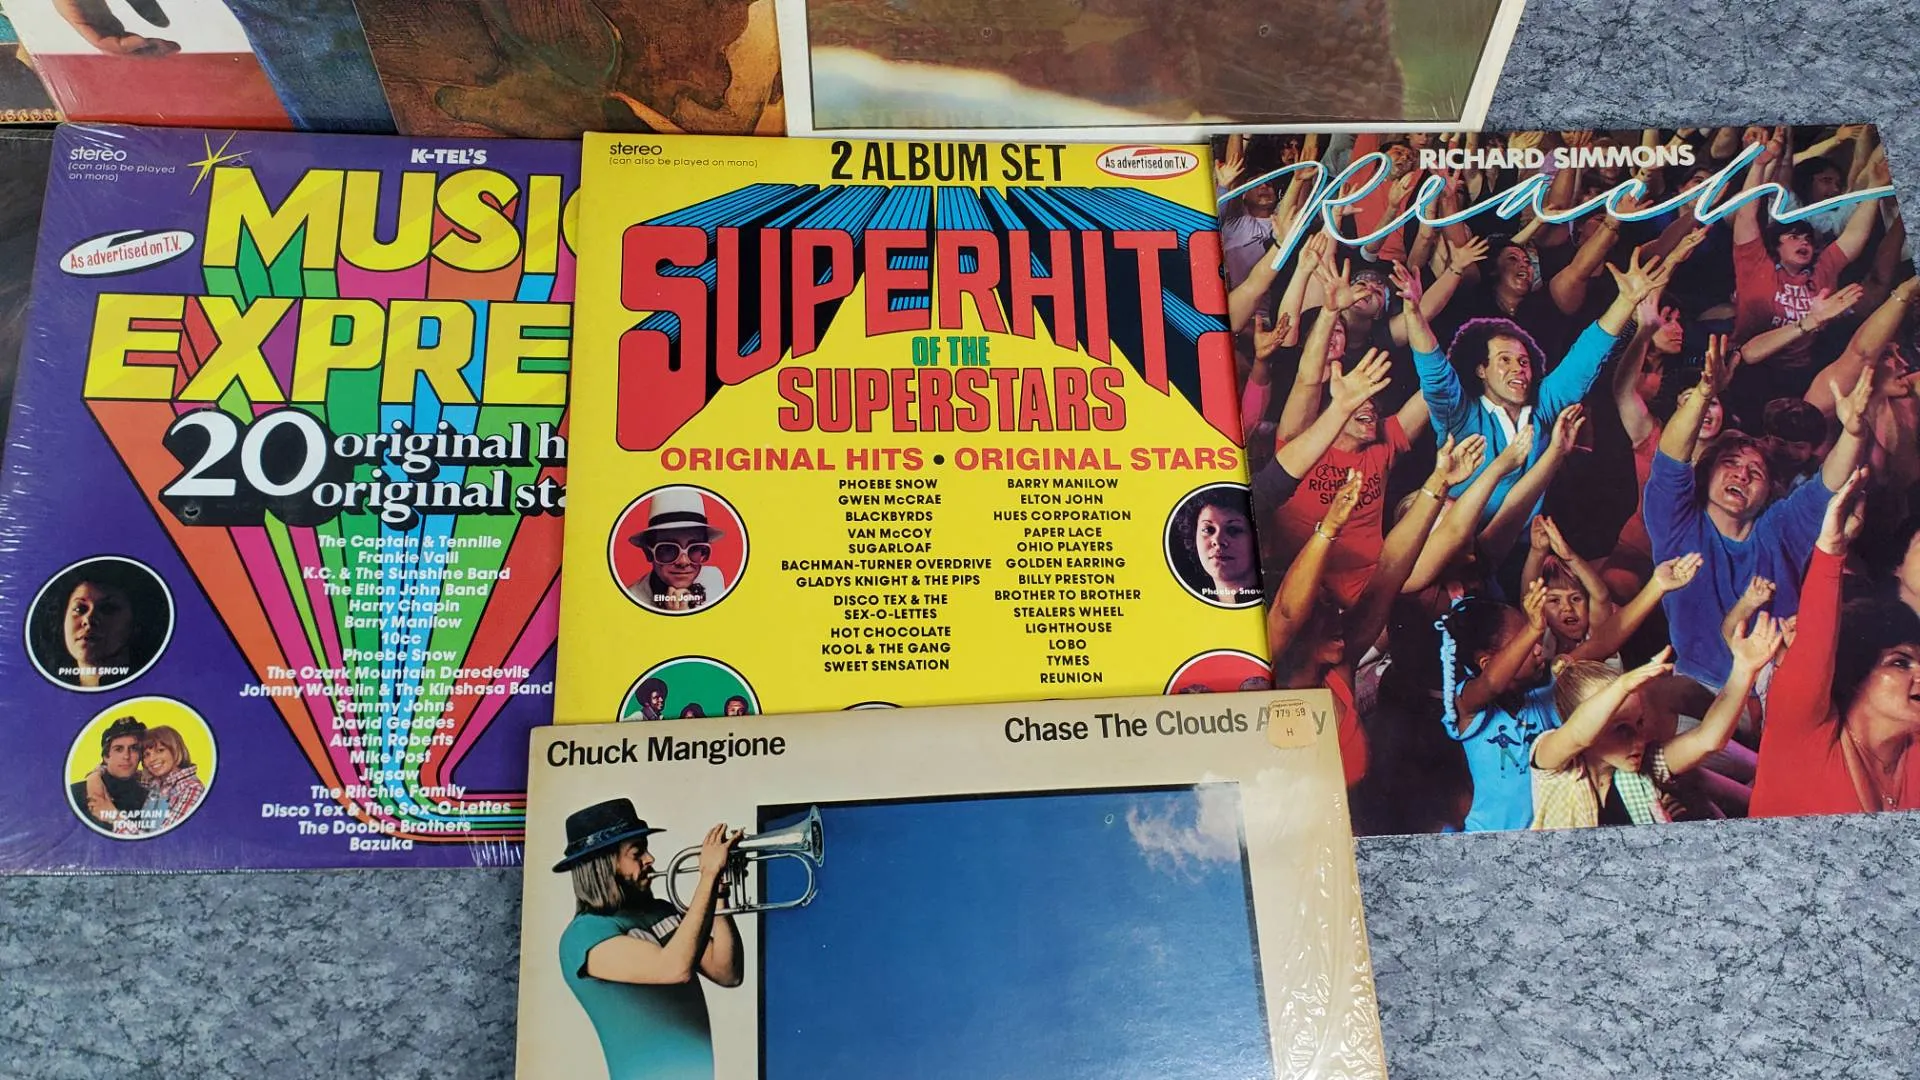 stereo
(can also be played
on mono)
K-TEL'S
MUSIC
EXPRE
As advertised on T.V.
20 original h
original sta
The Captain & Tennille
Frankie Valli
K.C. & The Sunshine Band
The Elton John Band
Harry Chapin
Barry Manilow
10cc
Phoebe Snow
The Ozark Mountain Daredevils
Johnny Wakelin & The Kinshasa Band
Sammy Johns
David Geddes
Austin Roberts
Mike Post
Jigsaw
The Ritchie Family
Disco Tex & The Sex-O-Lettes
The Doobie Brothers
Bazuka
PHOEBE SNOW
THE CAPTAIN &
TENNILLE
stereo
(can also be played on mono)
2 ALBUM SET
As advertised on T.V.
SUPERHITS
OF THE
SUPERSTARS
ORIGINAL HITS • ORIGINAL STARS
PHOEBE SNOW
GWEN McCRAE
BLACKBYRDS
VAN McCOY
SUGARLOAF
BACHMAN-TURNER OVERDRIVE
GLADYS KNIGHT & THE PIPS
DISCO TEX & THE
SEX-O-LETTES
HOT CHOCOLATE
KOOL & THE GANG
SWEET SENSATION
BARRY MANILOW
ELTON JOHN
HUES CORPORATION
PAPER LACE
OHIO PLAYERS
GOLDEN EARRING
BILLY PRESTON
BROTHER TO BROTHER
STEALERS WHEEL
LIGHTHOUSE
LOBO
TYMES
REUNION
Elton John
Phoebe Snow
RICHARD SIMMONS
Reach
Chuck Mangione
Chase The Clouds A y
779 58
H